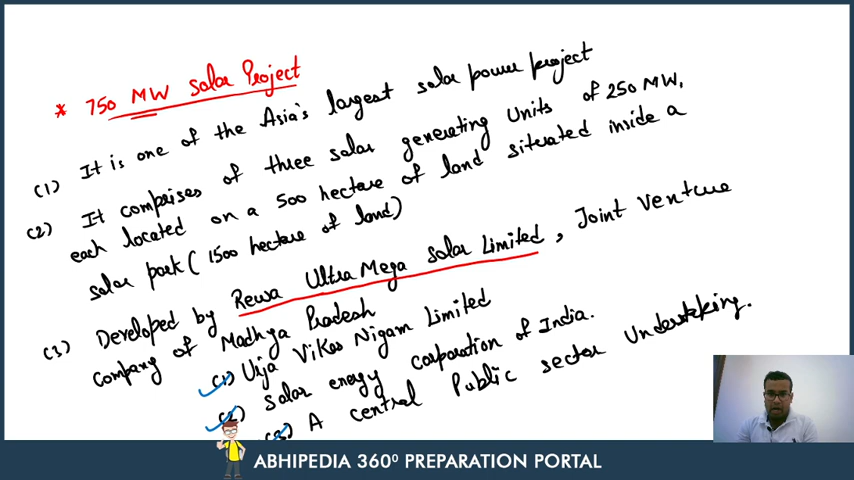 * 750 MW Solar Project
(1) It is one of the Asia's largest solar power project
(2) It comprises of three solar generating Units of 250 MW,
each located on a 500 hectare of land situated inside a
solar park (1500 hectare of land)
(3) Developed by Rewa Ultra Mega Solar Limited, Joint Venture
company of Madhya Pradesh
(1) Urja Vikas Nigam Limited
(2) Solar energy corporation of India.
(3) A central Public sector Undertaking.
ABHIPEDIA 360º PREPARATION PORTAL